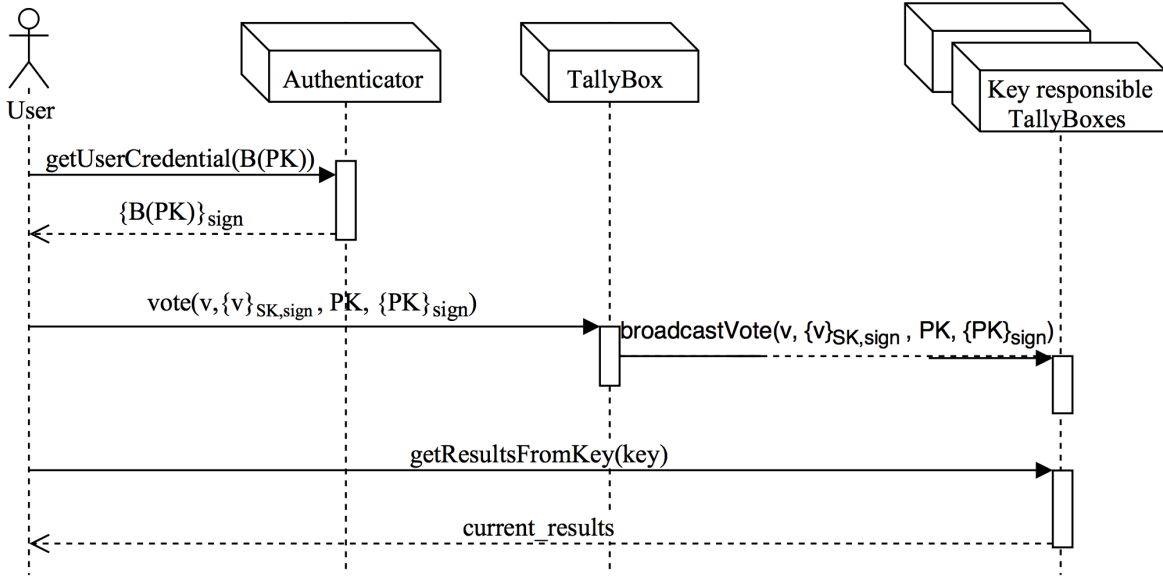 User
Authenticator
TallyBox
Key responsible
TallyBoxes
getUserCredential(B(PK))
{B(PK)}sign
vote(v,{v}SK,sign , PK, {PK}sign)
broadcastVote(v, {v}SK,sign , PK, {PK}sign)
getResultsFromKey(key)
current_results